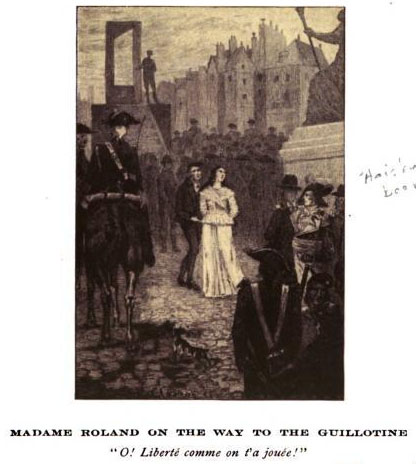 MADAME ROLAND ON THE WAY TO THE GUILLOTINE
"O! Liberté comme on t'a jouée!"